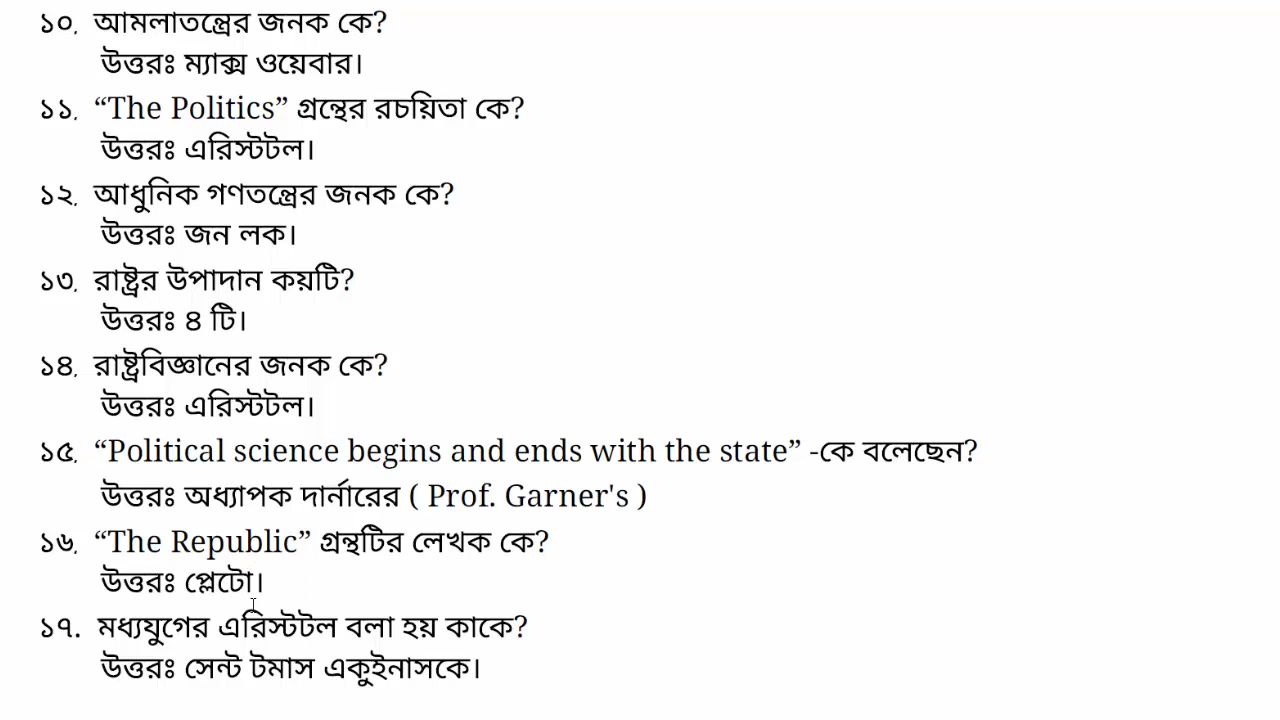 ১০. আমলাতন্ত্রের জনক কে?
উত্তরঃ ম্যাক্স ওয়েবার।
১১. “The Politics” গ্রন্থের রচয়িতা কে?
উত্তরঃ এরিস্টটল।
১২. আধুনিক গণতন্ত্রের জনক কে?
উত্তরঃ জন লক।
১৩. রাষ্ট্রর উপাদান কয়টি?
উত্তরঃ ৪ টি।
১৪. রাষ্ট্রবিজ্ঞানের জনক কে?
উত্তরঃ এরিস্টটল।
১৫. “Political science begins and ends with the state” -কে বলেছেন?
উত্তরঃ অধ্যাপক দার্নারের ( Prof. Garner's )
১৬. “The Republic” গ্রন্থটির লেখক কে?
উত্তরঃ প্লেটো।
১৭. মধ্যযুগের এরিস্টটল বলা হয় কাকে?
উত্তরঃ সেন্ট টমাস একুইনাসকে।